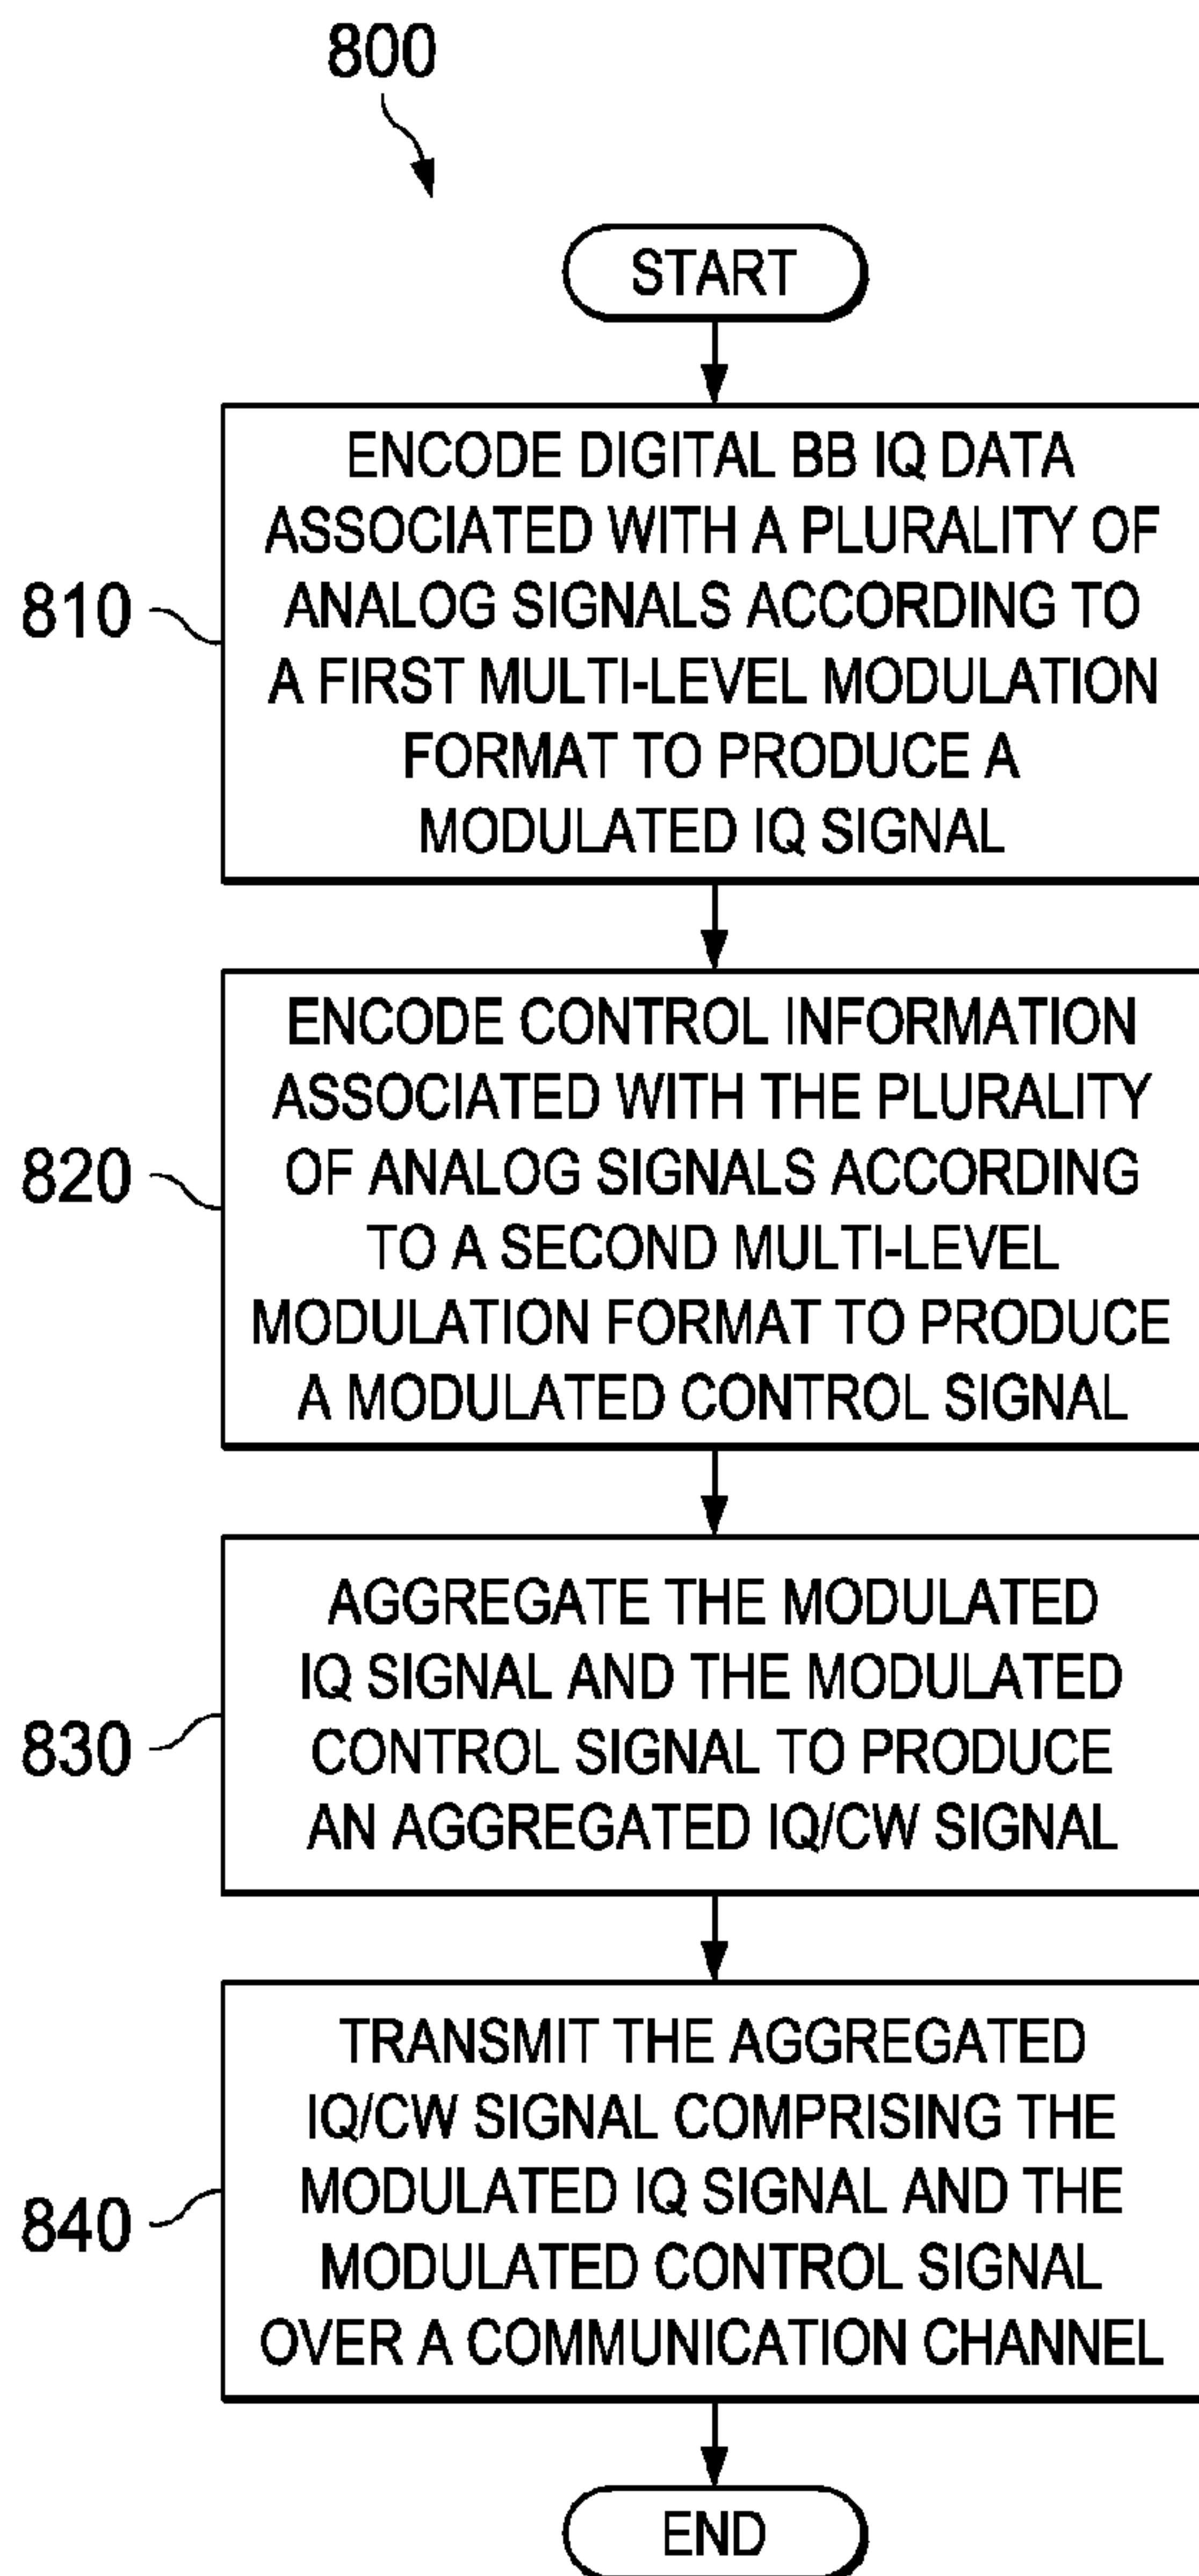 800
START
ENCODE DIGITAL BB IQ DATA
ASSOCIATED WITH A PLURALITY OF
ANALOG SIGNALS ACCORDING TO
A FIRST MULTI-LEVEL MODULATION
FORMAT TO PRODUCE A
MODULATED IQ SIGNAL
810
ENCODE CONTROL INFORMATION
ASSOCIATED WITH THE PLURALITY
OF ANALOG SIGNALS ACCORDING
TO A SECOND MULTI-LEVEL
MODULATION FORMAT TO PRODUCE
A MODULATED CONTROL SIGNAL
820
AGGREGATE THE MODULATED
IQ SIGNAL AND THE MODULATED
CONTROL SIGNAL TO PRODUCE
AN AGGREGATED IQ/CW SIGNAL
830
TRANSMIT THE AGGREGATED
IQ/CW SIGNAL COMPRISING THE
MODULATED IQ SIGNAL AND THE
MODULATED CONTROL SIGNAL
OVER A COMMUNICATION CHANNEL
840
END